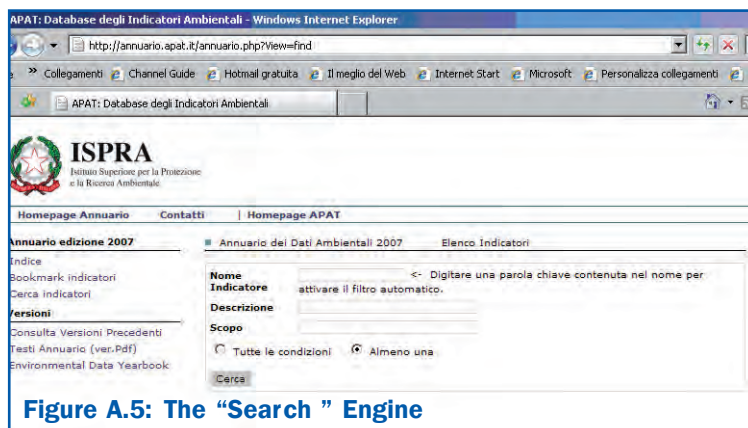 APAT: Database degli Indicatori Ambientali - Windows Internet Explorer
http://annuario.apat.it/annuario.php?View=find
» Collegamenti Channel Guide Hotmail gratuita Il meglio del Web Internet Start Microsoft Personalizza collegamenti
APAT: Database degli Indicatori Ambientali
ISPRA
Istituto Superiore per la Protezione
e la Ricerca Ambientale
Homepage Annuario Contatti | Homepage APAT
Annuario edizione 2007
Annuario dei Dati Ambientali 2007 Elenco Indicatori
Indice
Bookmark indicatori
Cerca indicatori
Versioni
Consulta Versioni Precedenti
Testi Annuario (ver.Pdf)
Environmental Data Yearbook
Nome Indicatore
<- Digitare una parola chiave contenuta nel nome per
attivare il filtro automatico.
Descrizione
Scopo
Tutte le condizioni Almeno una
Cerca
Figure A.5: The “Search ” Engine